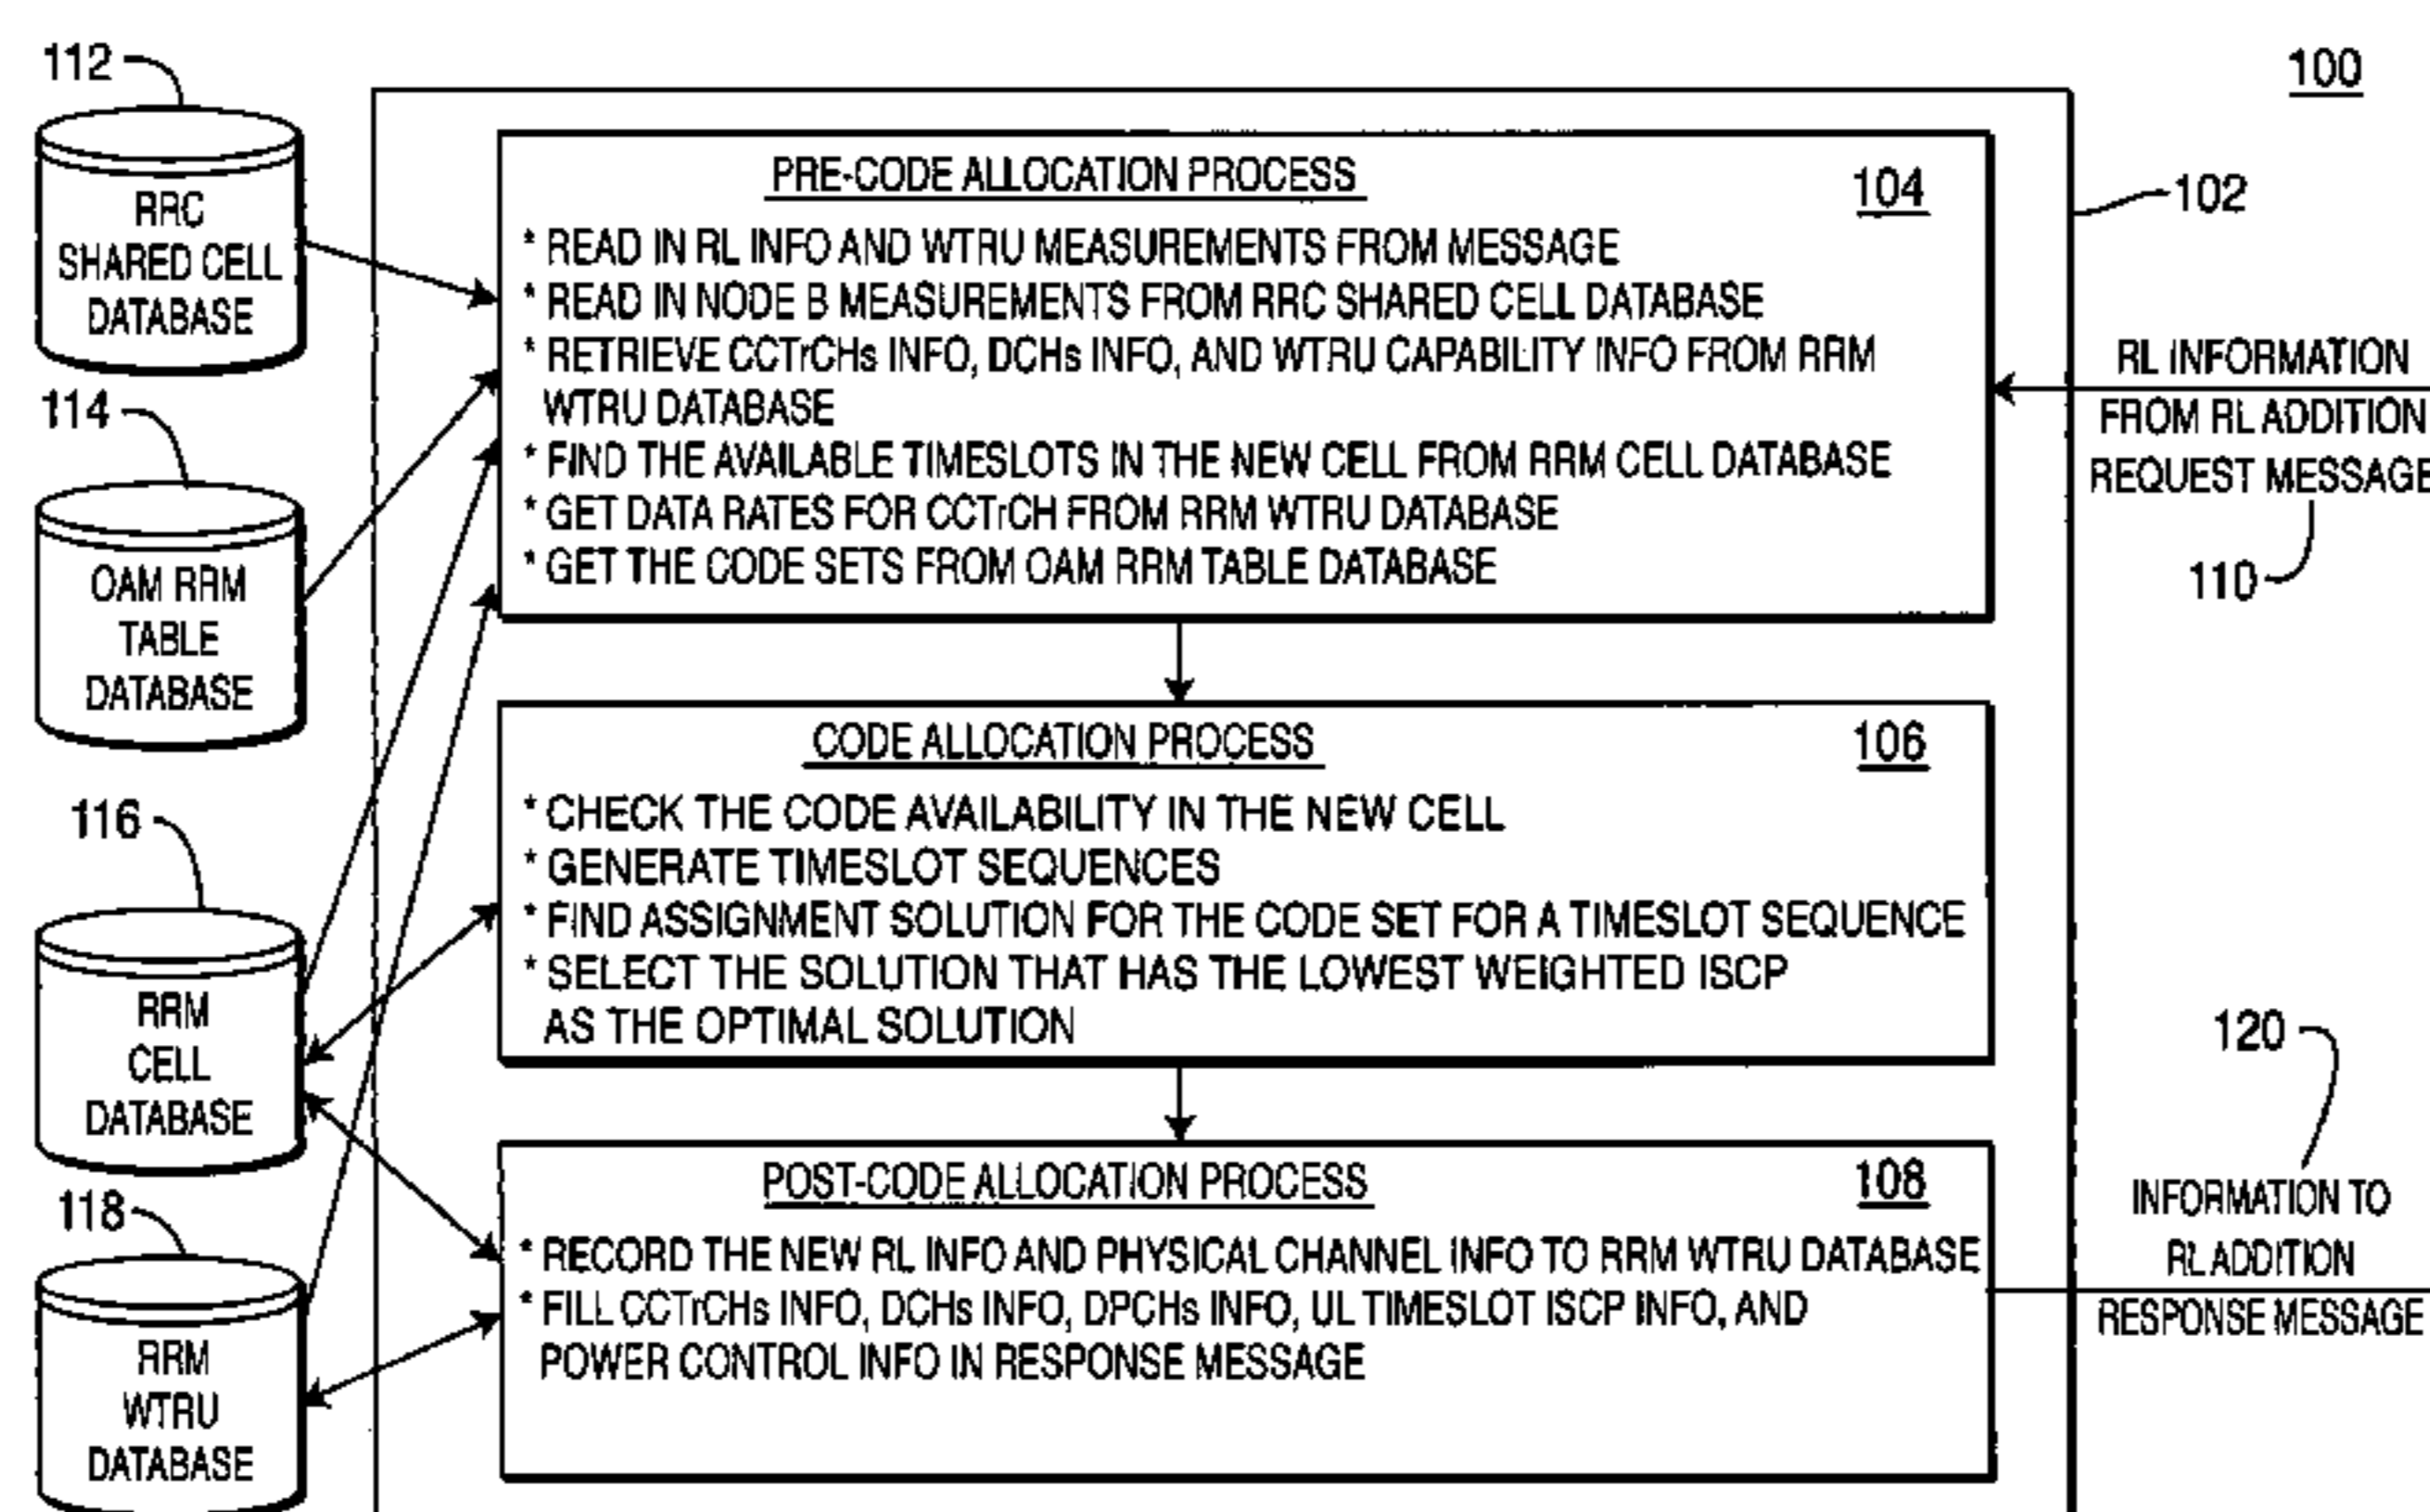 100
112
RRC
SHARED CELL
DATABASE
114
OAM RRM
TABLE
DATABASE
116
RRM
CELL
DATABASE
118
RRM
WTRU
DATABASE
102
PRE-CODE ALLOCATION PROCESS
104
* READ IN RL INFO AND WTRU MEASUREMENTS FROM MESSAGE
* READ IN NODE B MEASUREMENTS FROM RRC SHARED CELL DATABASE
* RETRIEVE CCTrCHs INFO, DCHs INFO, AND WTRU CAPABILITY INFO FROM RRM
WTRU DATABASE
* FIND THE AVAILABLE TIMESLOTS IN THE NEW CELL FROM RRM CELL DATABASE
* GET DATA RATES FOR CCTrCH FROM RRM WTRU DATABASE
* GET THE CODE SETS FROM OAM RRM TABLE DATABASE
CODE ALLOCATION PROCESS
106
* CHECK THE CODE AVAILABILITY IN THE NEW CELL
* GENERATE TIMESLOT SEQUENCES
* FIND ASSIGNMENT SOLUTION FOR THE CODE SET FOR A TIMESLOT SEQUENCE
* SELECT THE SOLUTION THAT HAS THE LOWEST WEIGHTED ISCP
AS THE OPTIMAL SOLUTION
POST-CODE ALLOCATION PROCESS
108
* RECORD THE NEW RL INFO AND PHYSICAL CHANNEL INFO TO RRM WTRU DATABASE
* FILL CCTrCHs INFO, DCHs INFO, DPCHs INFO, UL TIMESLOT ISCP INFO, AND
POWER CONTROL INFO IN RESPONSE MESSAGE
RL INFORMATION
FROM RL ADDITION
REQUEST MESSAGE
110
120
INFORMATION TO
RL ADDITION
RESPONSE MESSAGE